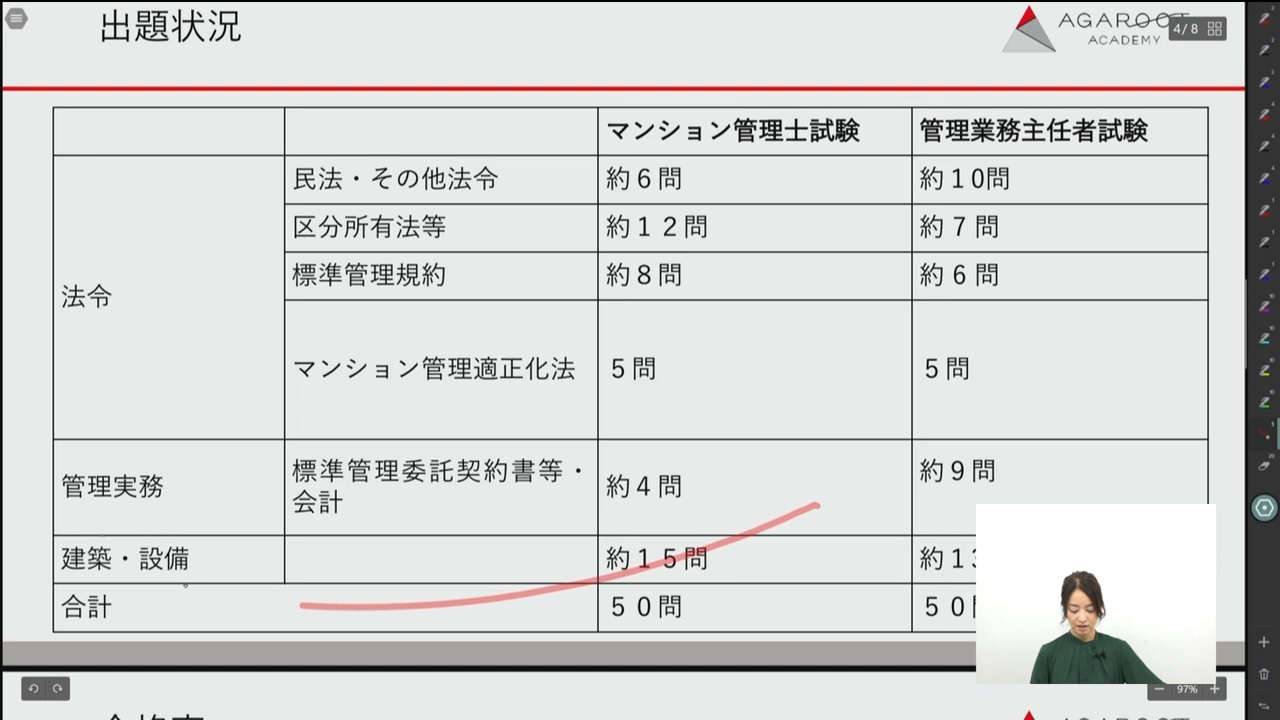 出題状況
AGAROOT
ACADEMY
4/8
マンション管理士試験
管理業務主任者試験
法令
民法・その他法令
約６問
約１０問
区分所有法等
約１２問
約７問
標準管理規約
約８問
約６問
マンション管理適正化法
５問
５問
管理実務
標準管理委託契約書等・
会計
約４問
約９問
建築・設備
約１５問
約１３
合計
５０問
５０
97%